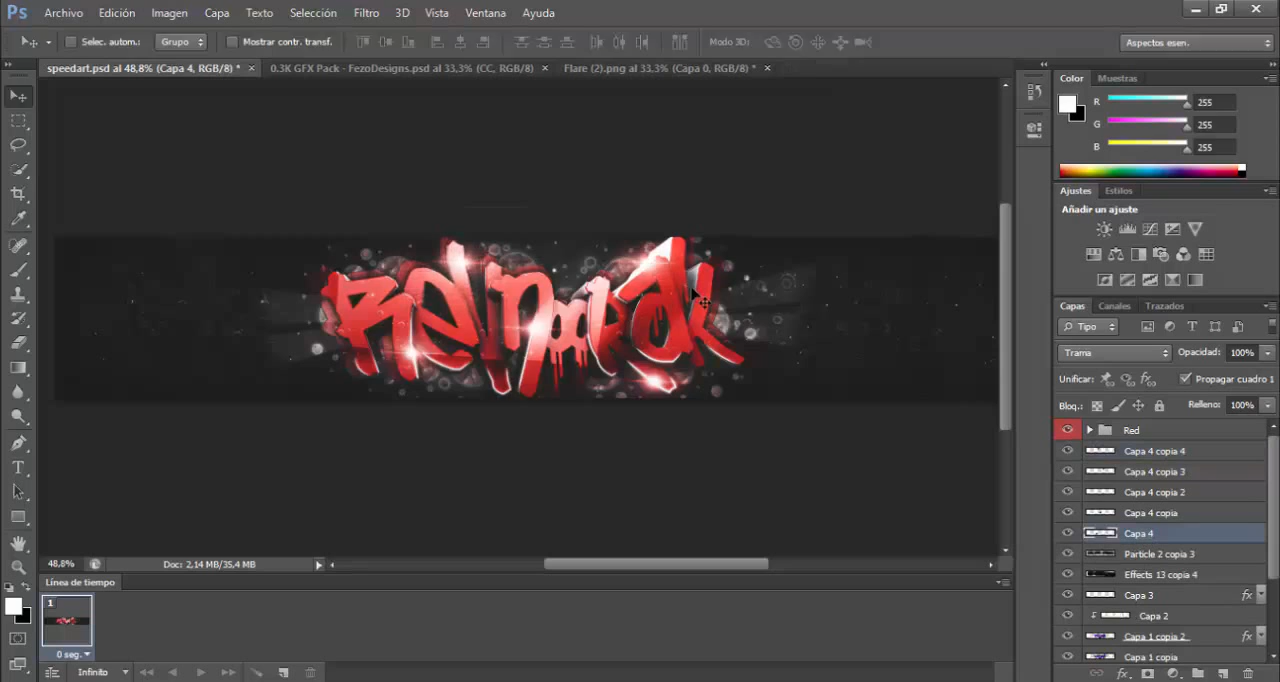 Ps Archivo Edición Imagen Capa Texto Selección Filtro 3D Vista Ventana Ayuda
Selec. autom.: Grupo Mostrar contr. transf. Modo 3D: Aspectos esen.
speedart.psd al 48,8% (Capa 4, RGB/8) * 0.3K GFX Pack - FezoDesigns.psd al 33,3% (CC, RGB/8) Flare (2).png al 33.3% (Capa 0, RGB/8) *
Color Muestras
R 255
G 255
B 255
Ajustes Estilos
Añadir un ajuste
Capas Canales Trazados
Tipo
Trama Opacidad: 100%
Unificar: Propagar cuadro 1
Bloq.: Relleno: 100%
Red
Capa 4 copia 4
Capa 4 copia 3
Capa 4 copia 2
Capa 4 copia
Capa 4
Particle 2 copia 3
Effects 13 copia 4
Capa 3 fx
Capa 2
Capa 1 copia 2 fx
Capa 1 copia
48,8% Doc: 2,14 MB/35,4 MB
Línea de tiempo
1
0 seg.
Infinito
fx